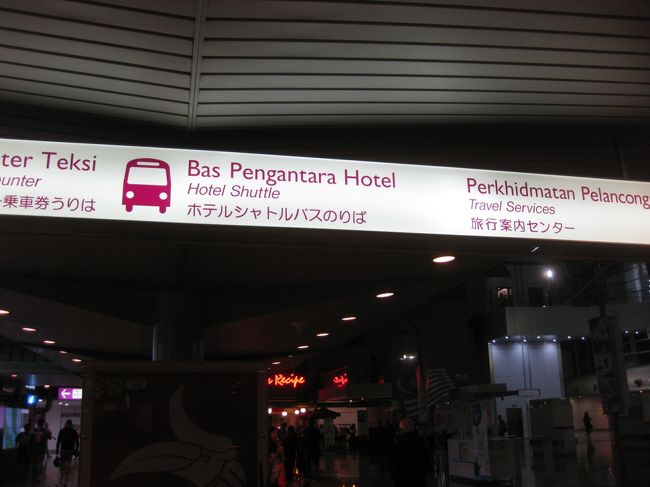 ter Teksi
unter
乗車券うりは
Bas Pengantara Hotel
Hotel Shuttle
ホテルシャトルバスのりば
Perkhidmatan Pelancong
Travel Services
旅行案内センター
Recipe